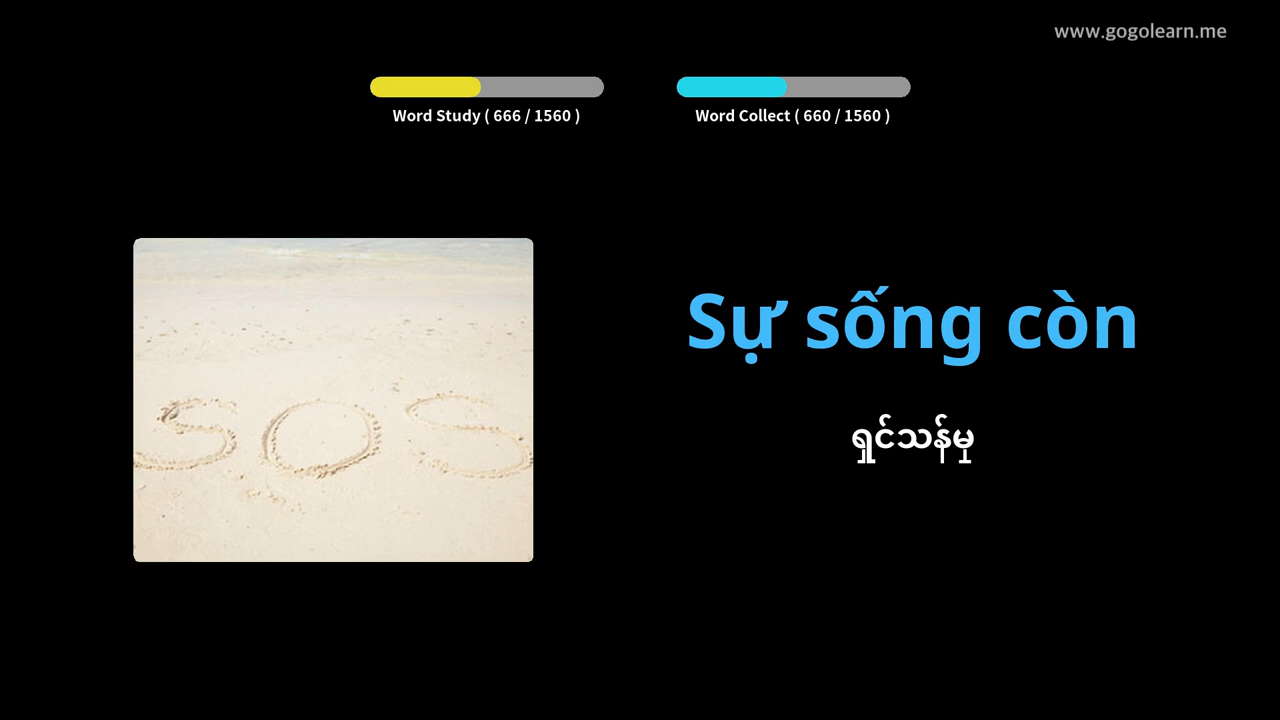 www.gogolearn.me
Word Study ( 666 / 1560 )
Word Collect ( 660 / 1560 )
SOS
Sự sống còn
ရှင်သန်မှု